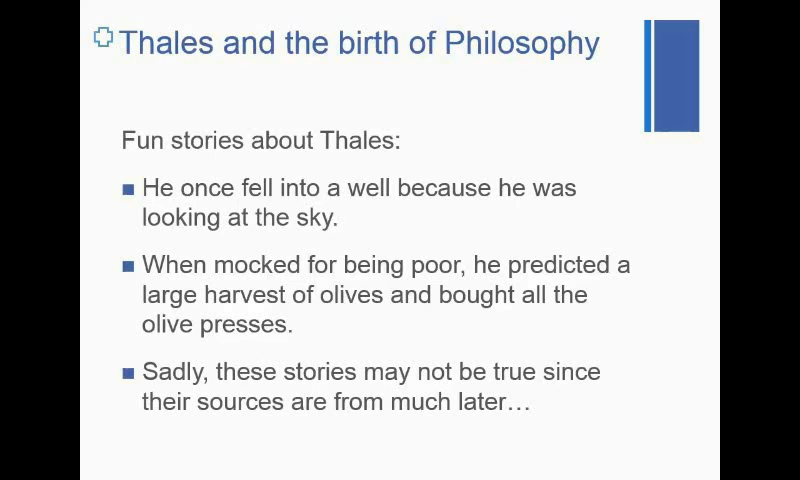 Thales and the birth of Philosophy
Fun stories about Thales:
He once fell into a well because he was
looking at the sky.
When mocked for being poor, he predicted a
large harvest of olives and bought all the
olive presses.
Sadly, these stories may not be true since
their sources are from much later…